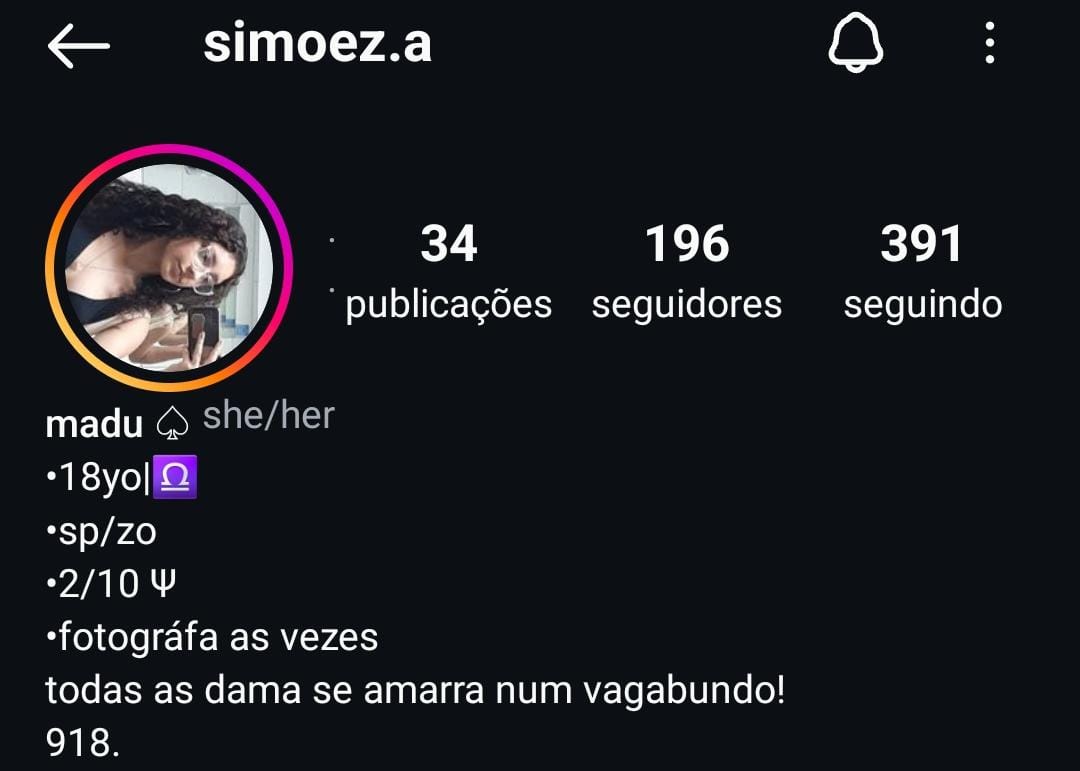 simoez.a
34 196 391
publicações seguidores seguindo
madu ♤ she/her
•18yo|♎
•sp/zo
•2/10 Ψ
•fotográfa as vezes
todas as dama se amarra num vagabundo!
918.